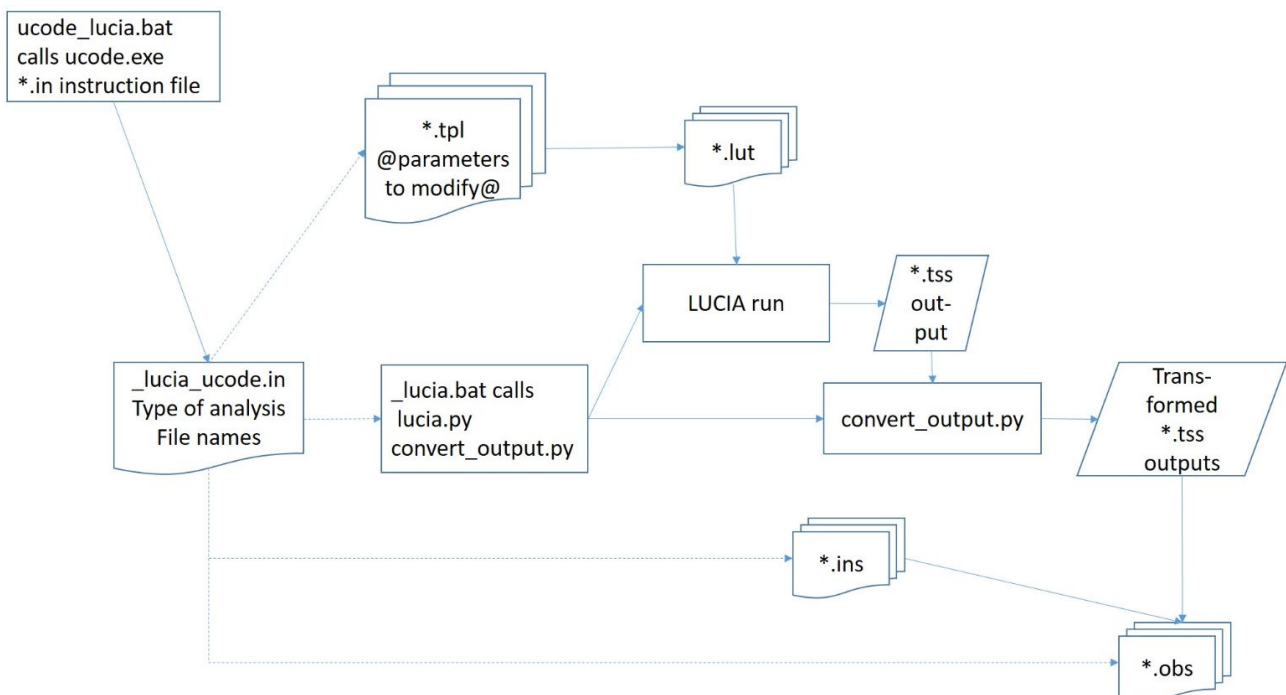 ucode_lucia.bat
calls ucode.exe
*.in instruction file
*.tpl
@parameters
to modify@
*.lut
LUCIA run
*.tss
out-
put
_lucia_ucode.in
Type of analysis
File names
_lucia.bat calls
lucia.py
convert_output.py
convert_output.py
Trans-
formed
*.tss
outputs
*.ins
*.obs